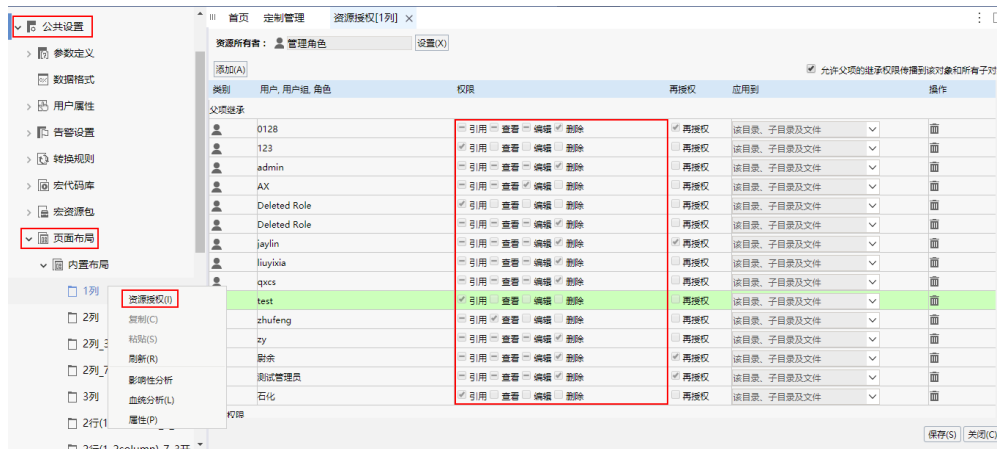 公共设置
参数定义
数据格式
用户属性
告警设置
转换规则
宏代码库
宏资源包
页面布局
内置布局
1列
2列
2列_3
2列_7
3列
2行(1
资源授权(I)
复制(C)
粘贴(S)
刷新(R)
影响性分析
血统分析(L)
属性(P)
首页 定制管理 资源授权[1列] ×
资源所有者： 管理角色 设置(X)
添加(A) 允许父项的继承权限传播到该对象和所有子对
类别 用户, 用户组, 角色 权限 再授权 应用到 操作
父项继承
0128 引用 查看 编辑 删除 再授权 该目录、子目录及文件
123 引用 查看 编辑 删除 再授权 该目录、子目录及文件
admin 引用 查看 编辑 删除 再授权 该目录、子目录及文件
AX 引用 查看 编辑 删除 再授权 该目录、子目录及文件
Deleted Role 引用 查看 编辑 删除 再授权 该目录、子目录及文件
Deleted Role 引用 查看 编辑 删除 再授权 该目录、子目录及文件
jaylin 引用 查看 编辑 删除 再授权 该目录、子目录及文件
liuyixia 引用 查看 编辑 删除 再授权 该目录、子目录及文件
qxcs 引用 查看 编辑 删除 再授权 该目录、子目录及文件
test 引用 查看 编辑 删除 再授权 该目录、子目录及文件
zhufeng 引用 查看 编辑 删除 再授权 该目录、子目录及文件
zy 引用 查看 编辑 删除 再授权 该目录、子目录及文件
尉余 引用 查看 编辑 删除 再授权 该目录、子目录及文件
测试管理员 引用 查看 编辑 删除 再授权 该目录、子目录及文件
石化 引用 查看 编辑 删除 再授权 该目录、子目录及文件
权限
保存(S) 关闭(C)